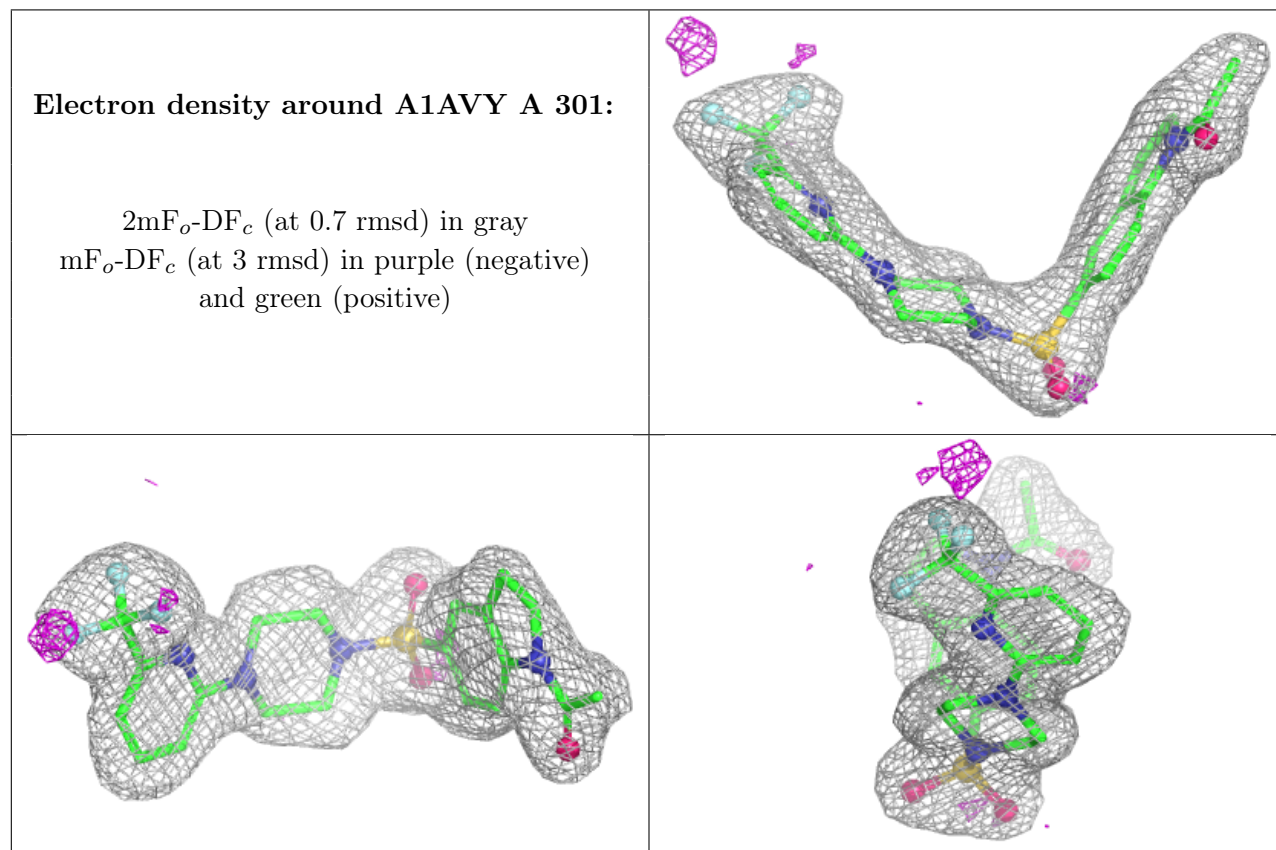 Electron density around A1AVY A 301:
2mFo-DFc (at 0.7 rmsd) in gray
mFo-DFc (at 3 rmsd) in purple (negative)
and green (positive)